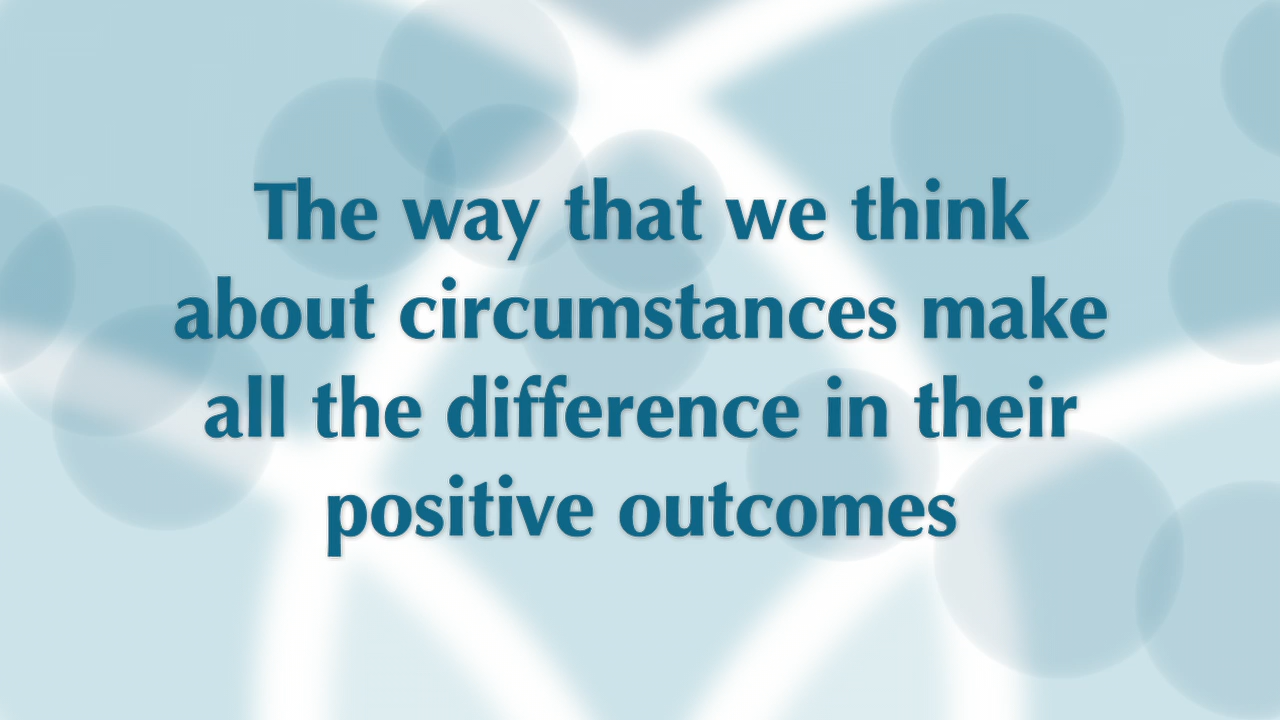 The way that we think
about circumstances make
all the difference in their
positive outcomes